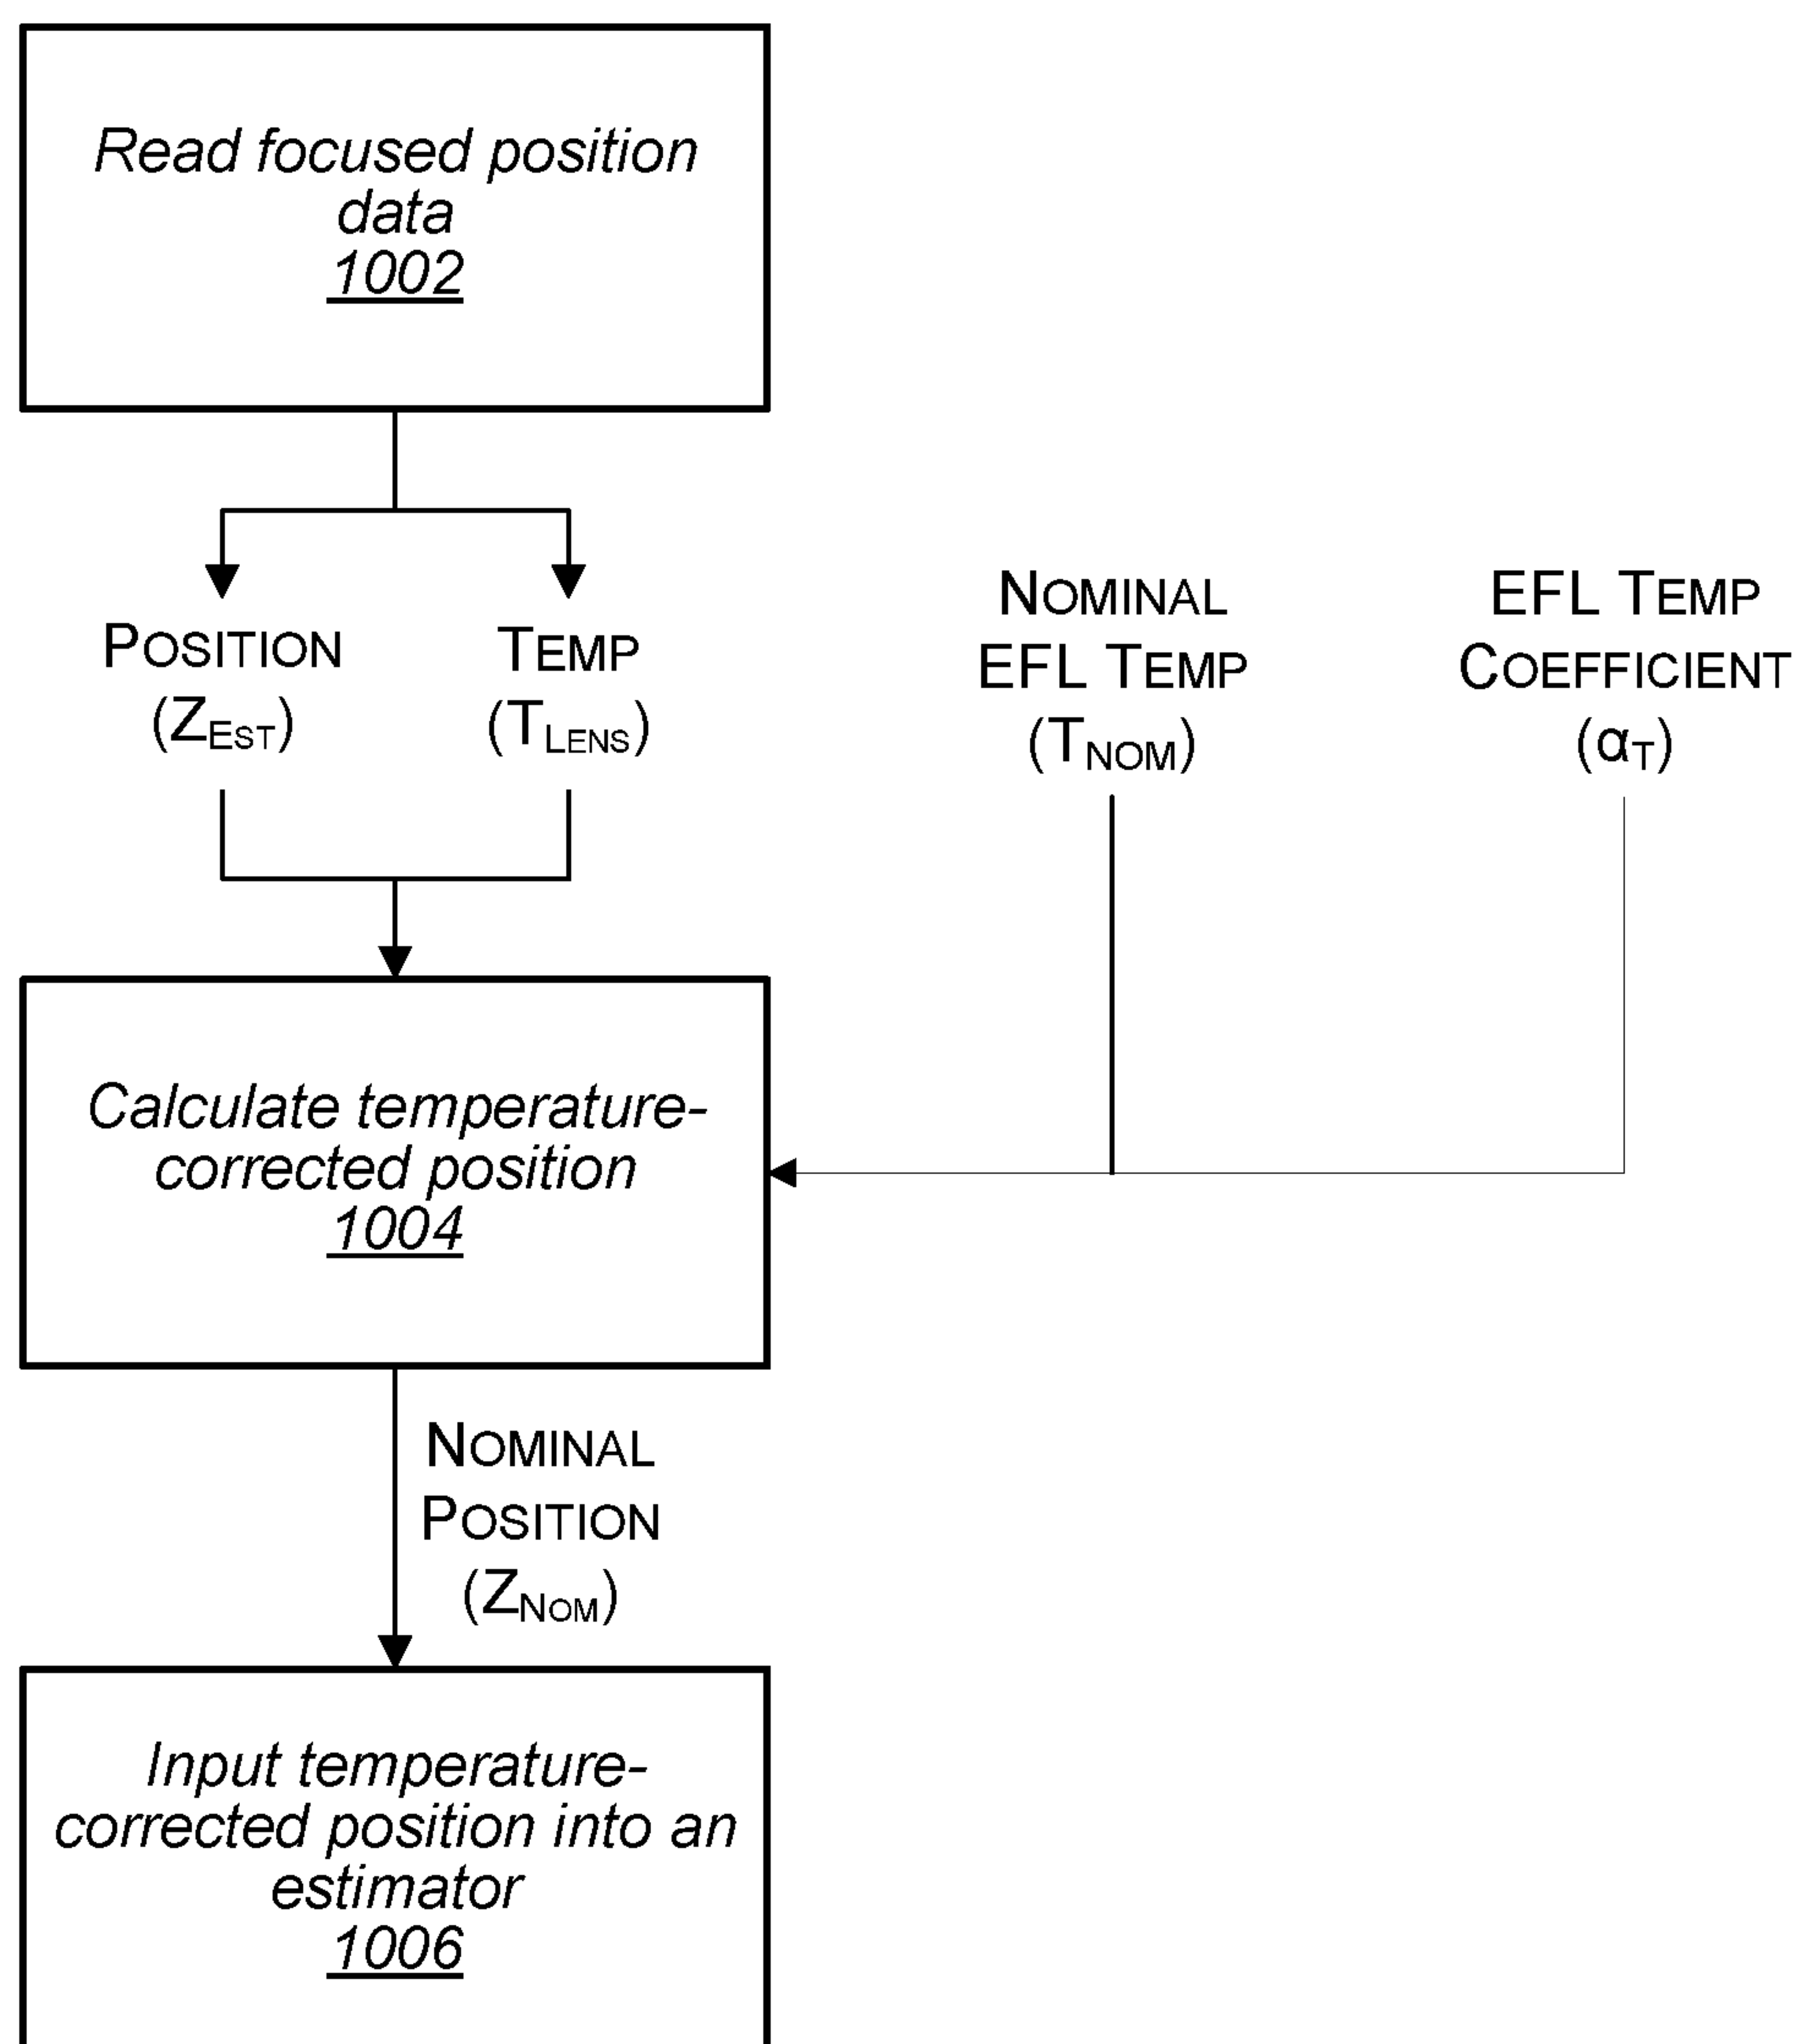 Read focused position
data
1002
POSITION
(ZEST)
TEMP
(TLENS)
NOMINAL
EFL TEMP
(TNOM)
EFL TEMP
COEFFICIENT
(αT)
Calculate temperature-
corrected position
1004
NOMINAL
POSITION
(ZNOM)
Input temperature-
corrected position into an
estimator
1006